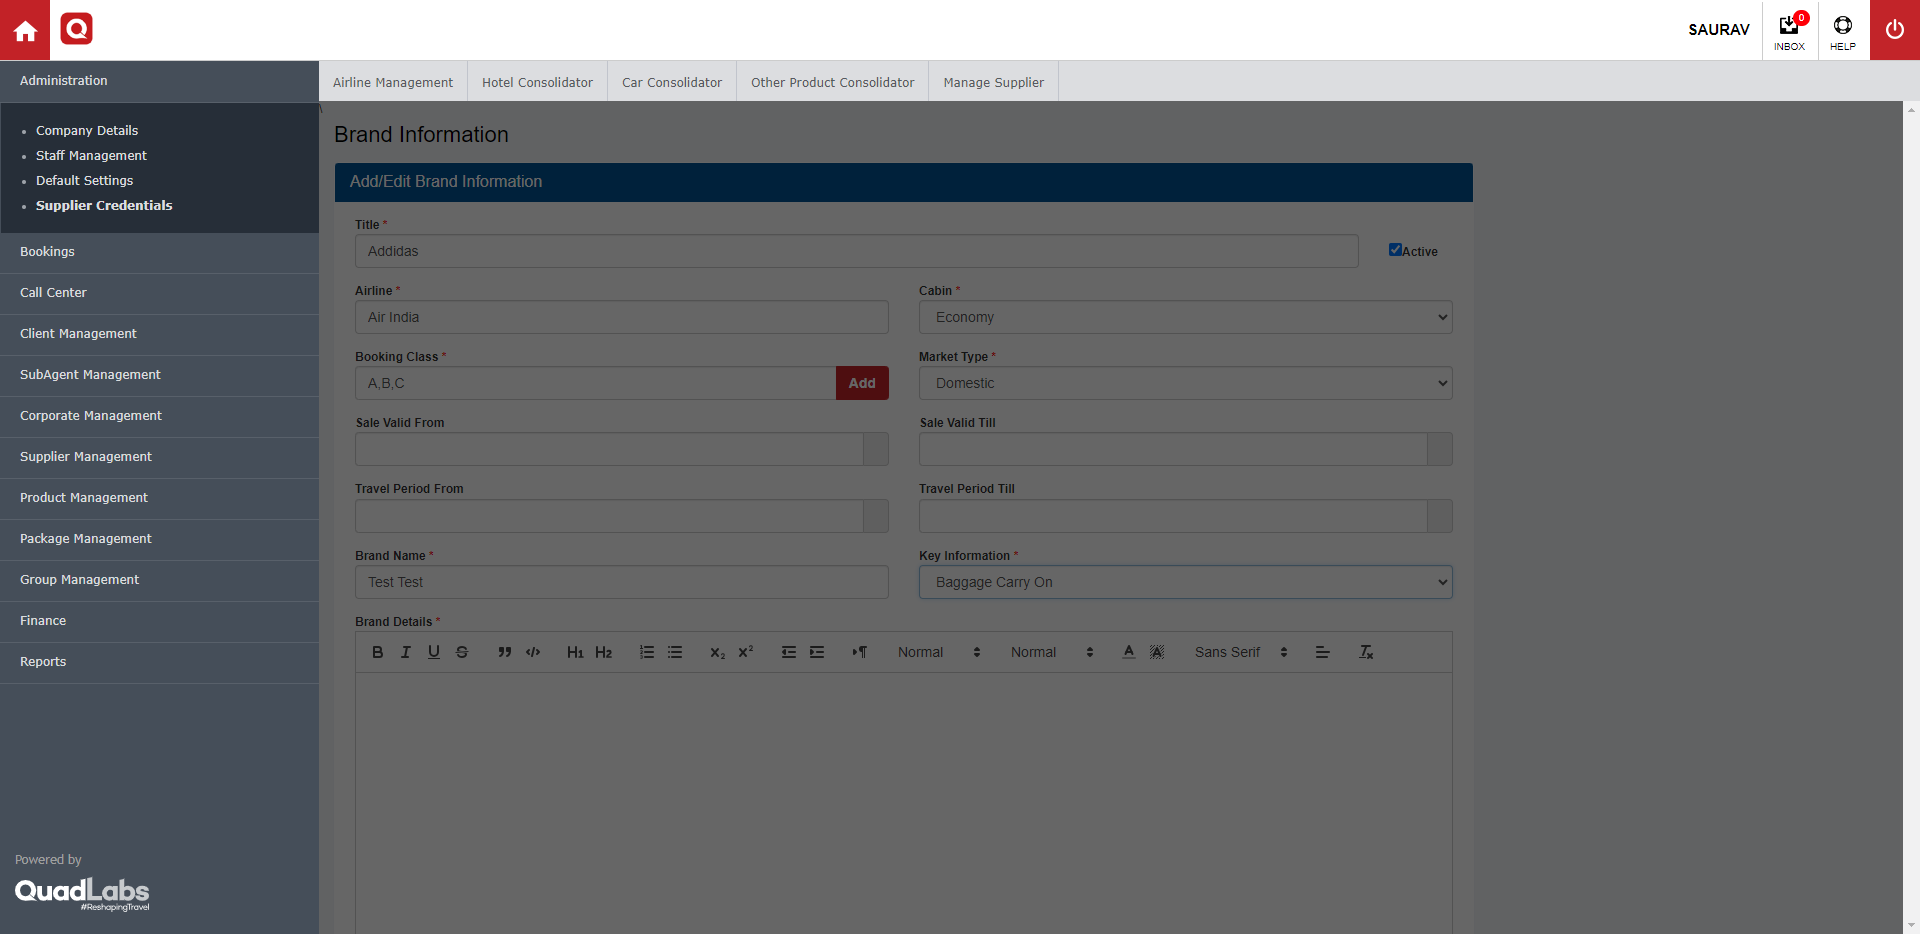 SAURAV
0
INBOX
HELP
Administration
Airline Management
Hotel Consolidator
Car Consolidator
Other Product Consolidator
Manage Supplier
Company Details
Staff Management
Default Settings
Supplier Credentials
Bookings
Call Center
Client Management
SubAgent Management
Corporate Management
Supplier Management
Product Management
Package Management
Group Management
Finance
Reports
Powered by
QuadLabs
#ReshapingTravel
\
Brand Information
Add/Edit Brand Information
Title *
Addidas
Active
Airline *
Cabin *
Air India
Economy
Booking Class *
Market Type *
A,B,C
Add
Domestic
Sale Valid From
Sale Valid Till
Travel Period From
Travel Period Till
Brand Name *
Key Information *
Test Test
Baggage Carry On
Brand Details *
B I U S H1 H2 X2 X2 Normal Normal A A Sans Serif Tx